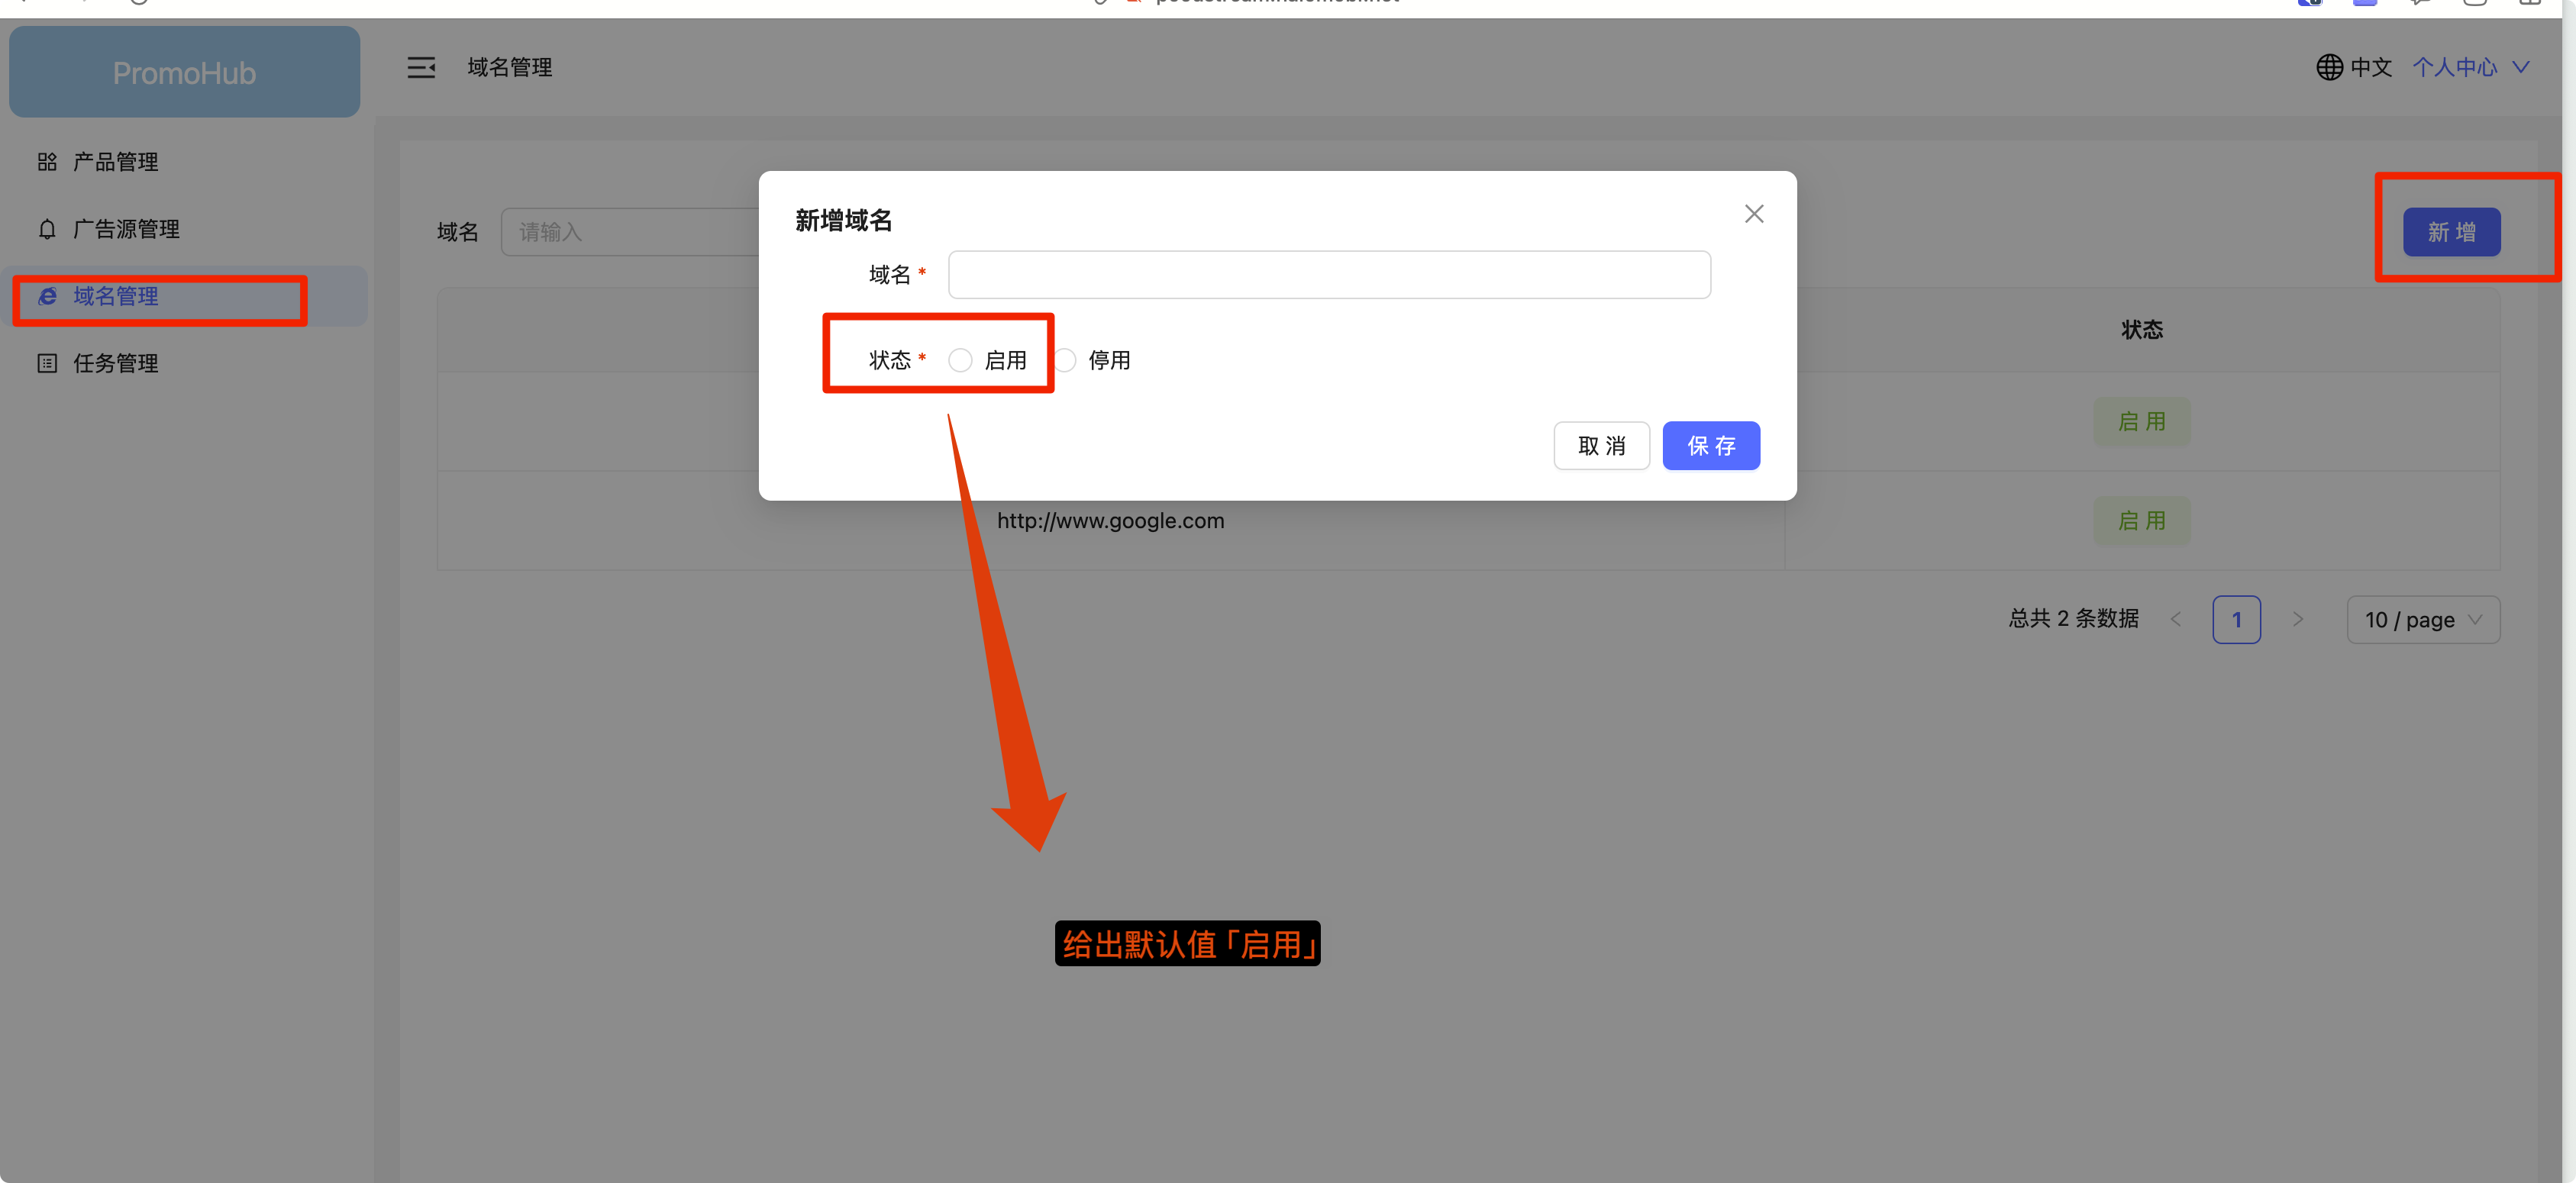 PromoHub
域名管理
中文
个人中心
产品管理
广告源管理
域名管理
任务管理
域名
请输入
新增
新增域名
域名 *
状态 *
启用
停用
取消
保存
状态
启用
http://www.google.com
启用
总共 2 条数据
1
10 / page
给出默认值「启用」